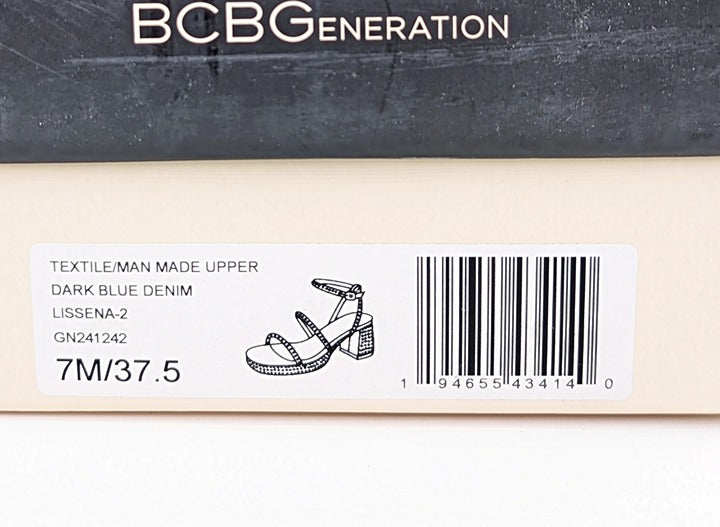 BCBGENERATION
TEXTILE/MAN MADE UPPER
DARK BLUE DENIM
LISSENA-2
GN241242
7M/37.5
1 94655 43414 0